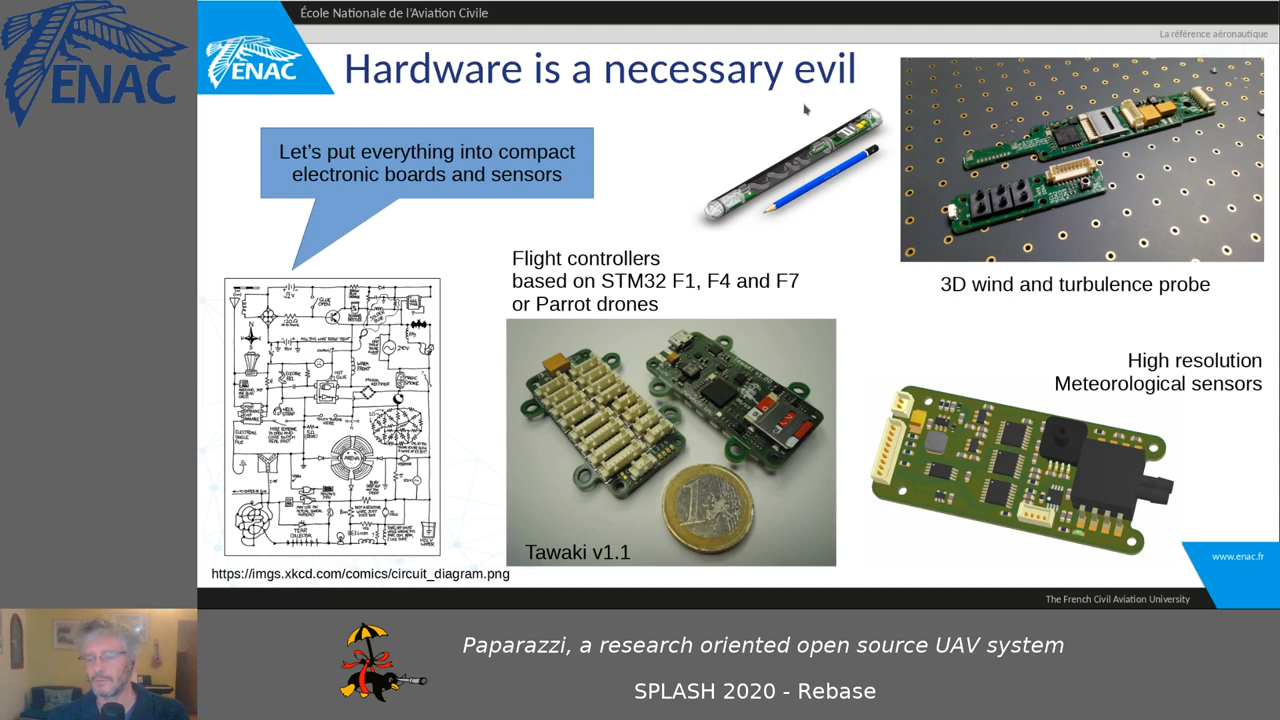 École Nationale de l'Aviation Civile
La référence aéronautique
ENAC
ENAC
Hardware is a necessary evil
Let's put everything into compact
electronic boards and sensors
Flight controllers
based on STM32 F1, F4 and F7
or Parrot drones
3D wind and turbulence probe
High resolution
Meteorological sensors
ARENA
Tawaki v1.1
https://imgs.xkcd.com/comics/circuit_diagram.png
www.enac.fr
The French Civil Aviation University
Paparazzi, a research oriented open source UAV system
SPLASH 2020 - Rebase